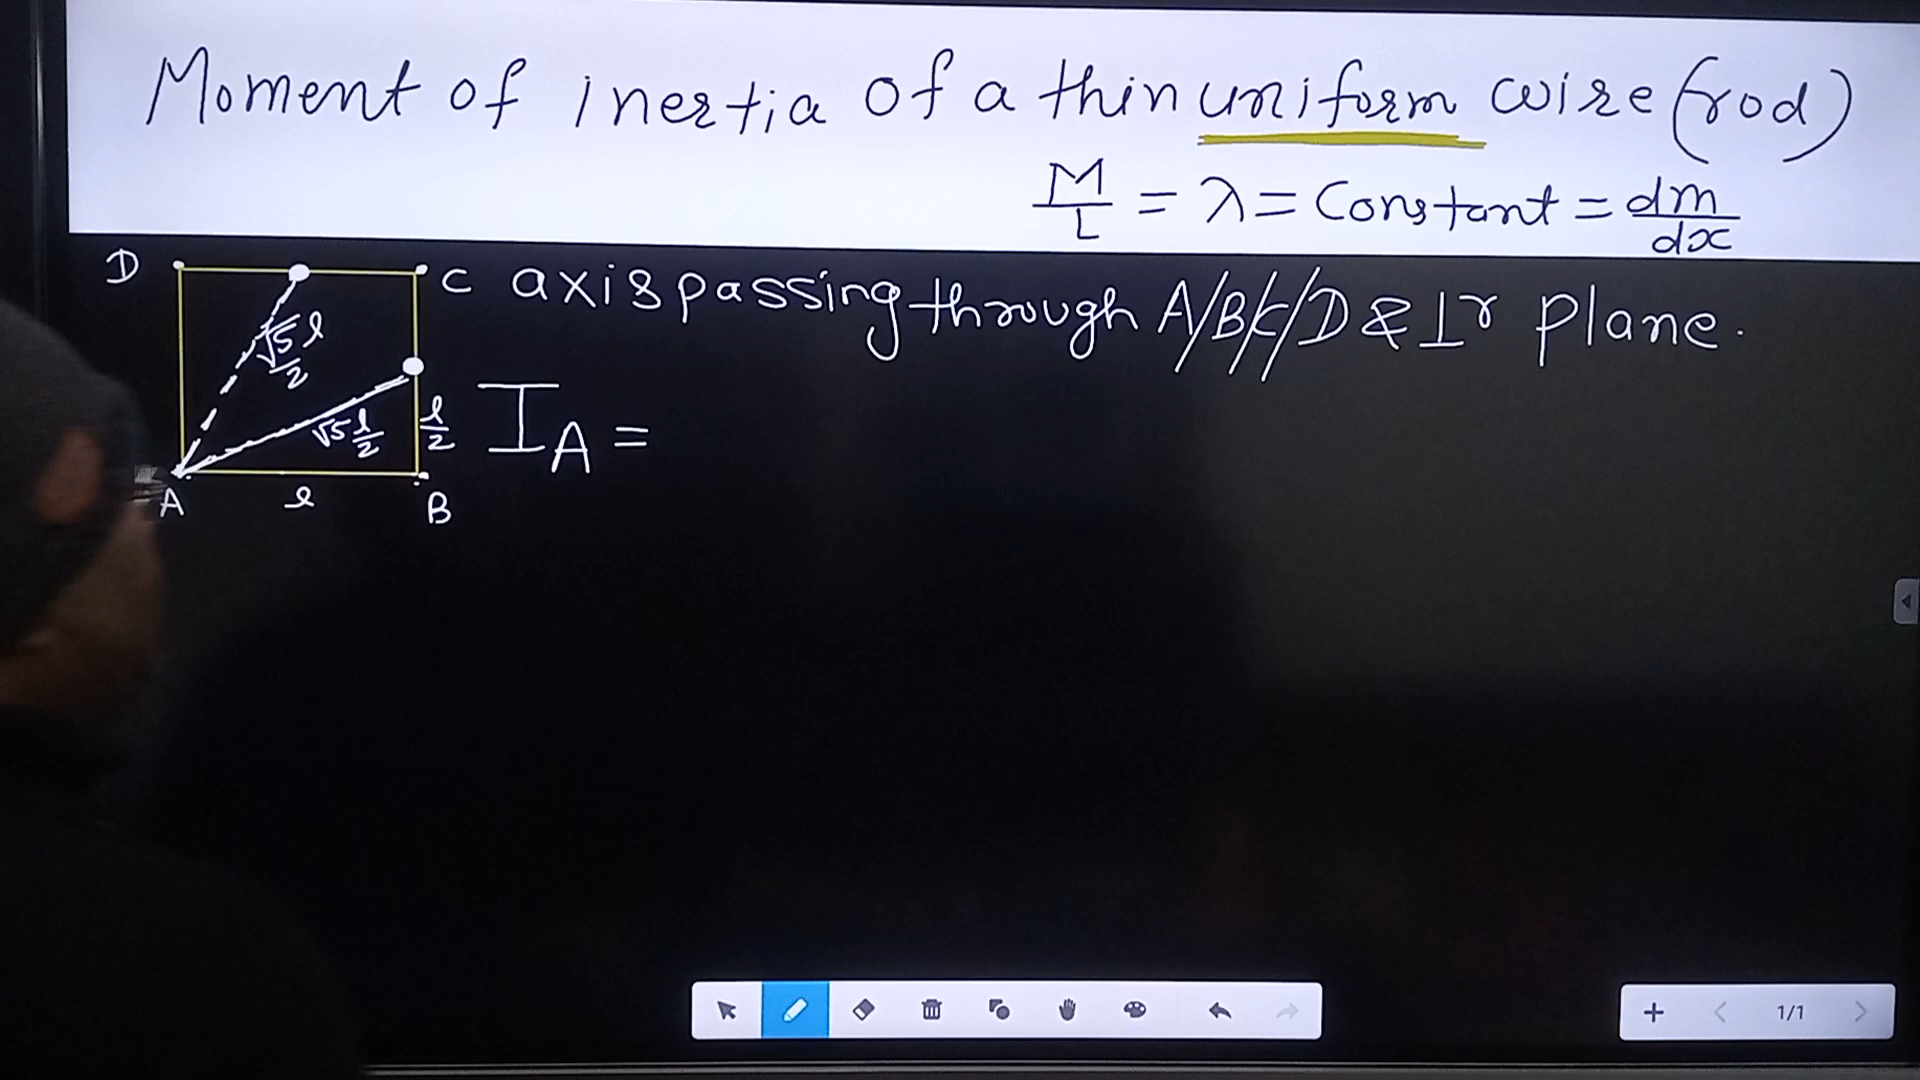 Moment of inertia of a thin uniform wire (rod)
M/L = λ = Constant = dm/dx
D C axis passing through A/B/C/D & ⊥r plane.
√5 l/2
√5 l/2 l/2 I_A =
A l B
1/1